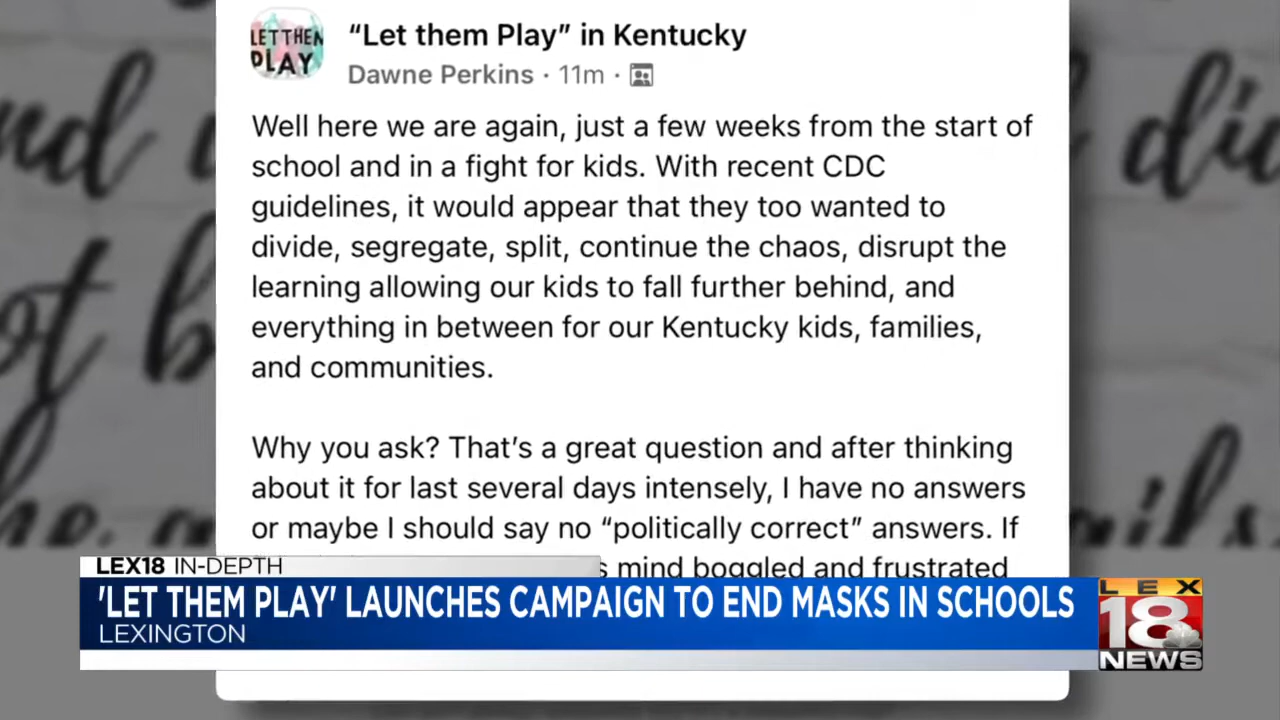 LET THEM
PLAY
“Let them Play” in Kentucky
Dawne Perkins · 11m ·
Well here we are again, just a few weeks from the start of
school and in a fight for kids. With recent CDC
guidelines, it would appear that they too wanted to
divide, segregate, split, continue the chaos, disrupt the
learning allowing our kids to fall further behind, and
everything in between for our Kentucky kids, families,
and communities.
Why you ask? That’s a great question and after thinking
about it for last several days intensely, I have no answers
or maybe I should say no “politically correct” answers. If
mind boggled and frustrated
LEX18 IN-DEPTH
'LET THEM PLAY' LAUNCHES CAMPAIGN TO END MASKS IN SCHOOLS
LEXINGTON
LEX
18
NEWS